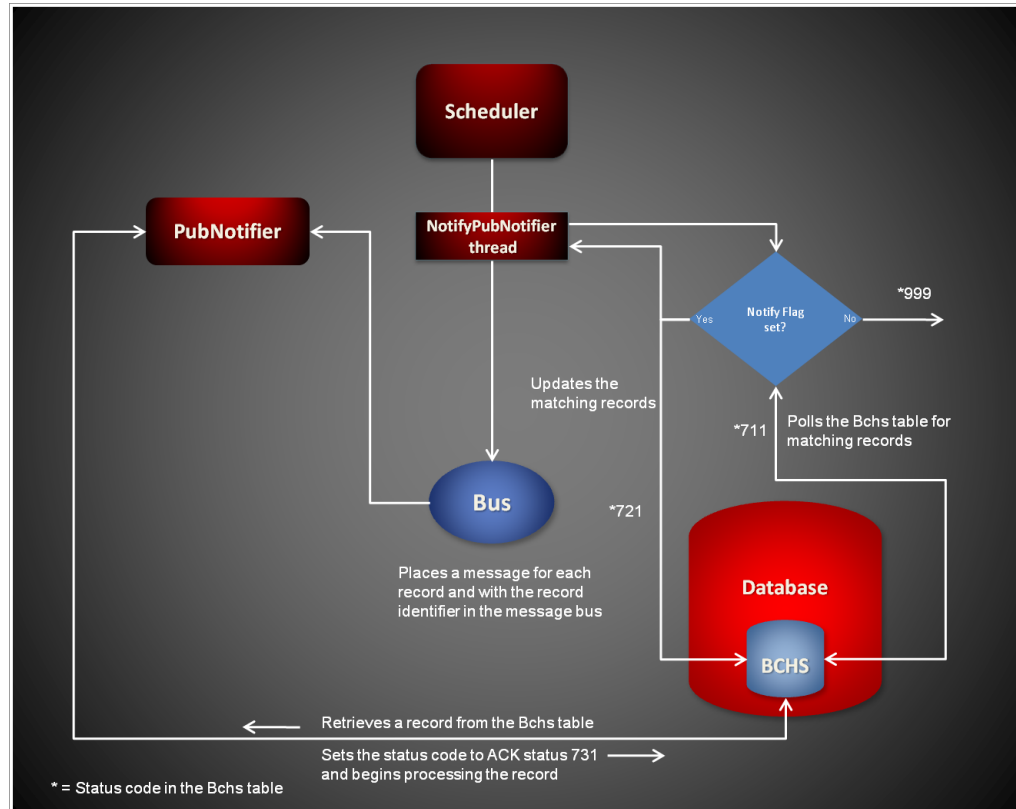 Scheduler
PubNotifier
NotifyPubNotifier
thread
*999
Notify Flag
set?
Yes
No
Updates the
matching records
*711
Polls the Bchs table for
matching records
Bus
*721
Places a message for each
record and with the record
identifier in the message bus
Database
BCHS
Retrieves a record from the Bchs table
Sets the status code to ACK status 731
and begins processing the record
* = Status code in the Bchs table